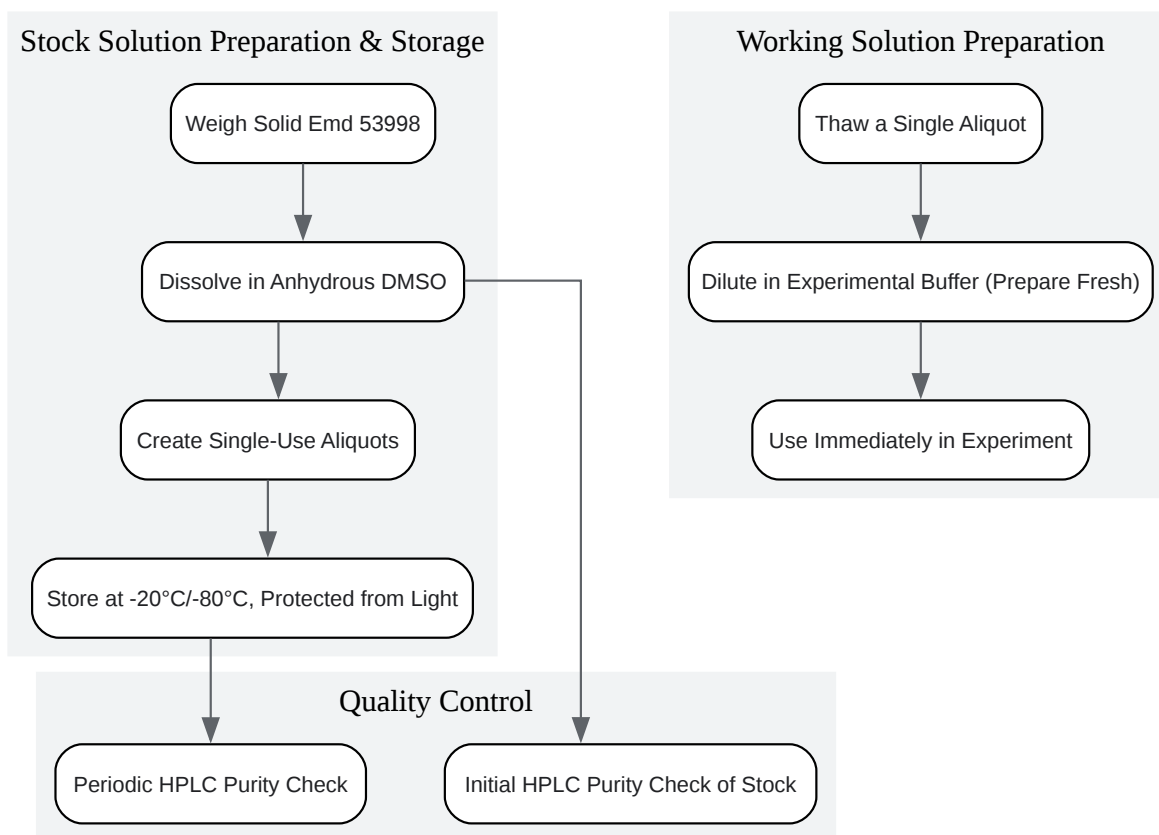 Stock Solution Preparation & Storage
Weigh Solid Emd 53998
Dissolve in Anhydrous DMSO
Create Single-Use Aliquots
Store at -20°C/-80°C, Protected from Light
Working Solution Preparation
Thaw a Single Aliquot
Dilute in Experimental Buffer (Prepare Fresh)
Use Immediately in Experiment
Quality Control
Periodic HPLC Purity Check
Initial HPLC Purity Check of Stock